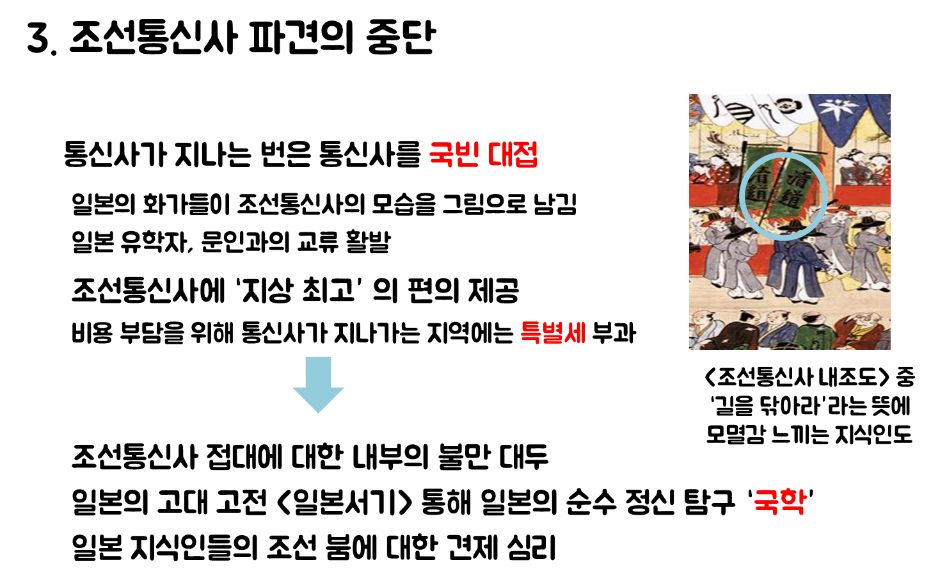 3. 조선통신사 파견의 중단
통신사가 지나는 번은 통신사를 국빈 대접
일본의 화가들이 조선통신사의 모습을 그림으로 남김
일본 유학자, 문인과의 교류 활발
조선통신사에 ‘지상 최고’ 의 편의 제공
비용 부담을 위해 통신사가 지나가는 지역에는 특별세 부과
조선통신사 접대에 대한 내부의 불만 대두
일본의 고대 고전 <일본서기> 통해 일본의 순수 정신 탐구 ‘국학’
일본 지식인들의 조선 붐에 대한 견제 심리
淸道
淸道
<조선통신사 내조도> 중
‘길을 닦아라’라는 뜻에
모멸감 느끼는 지식인도